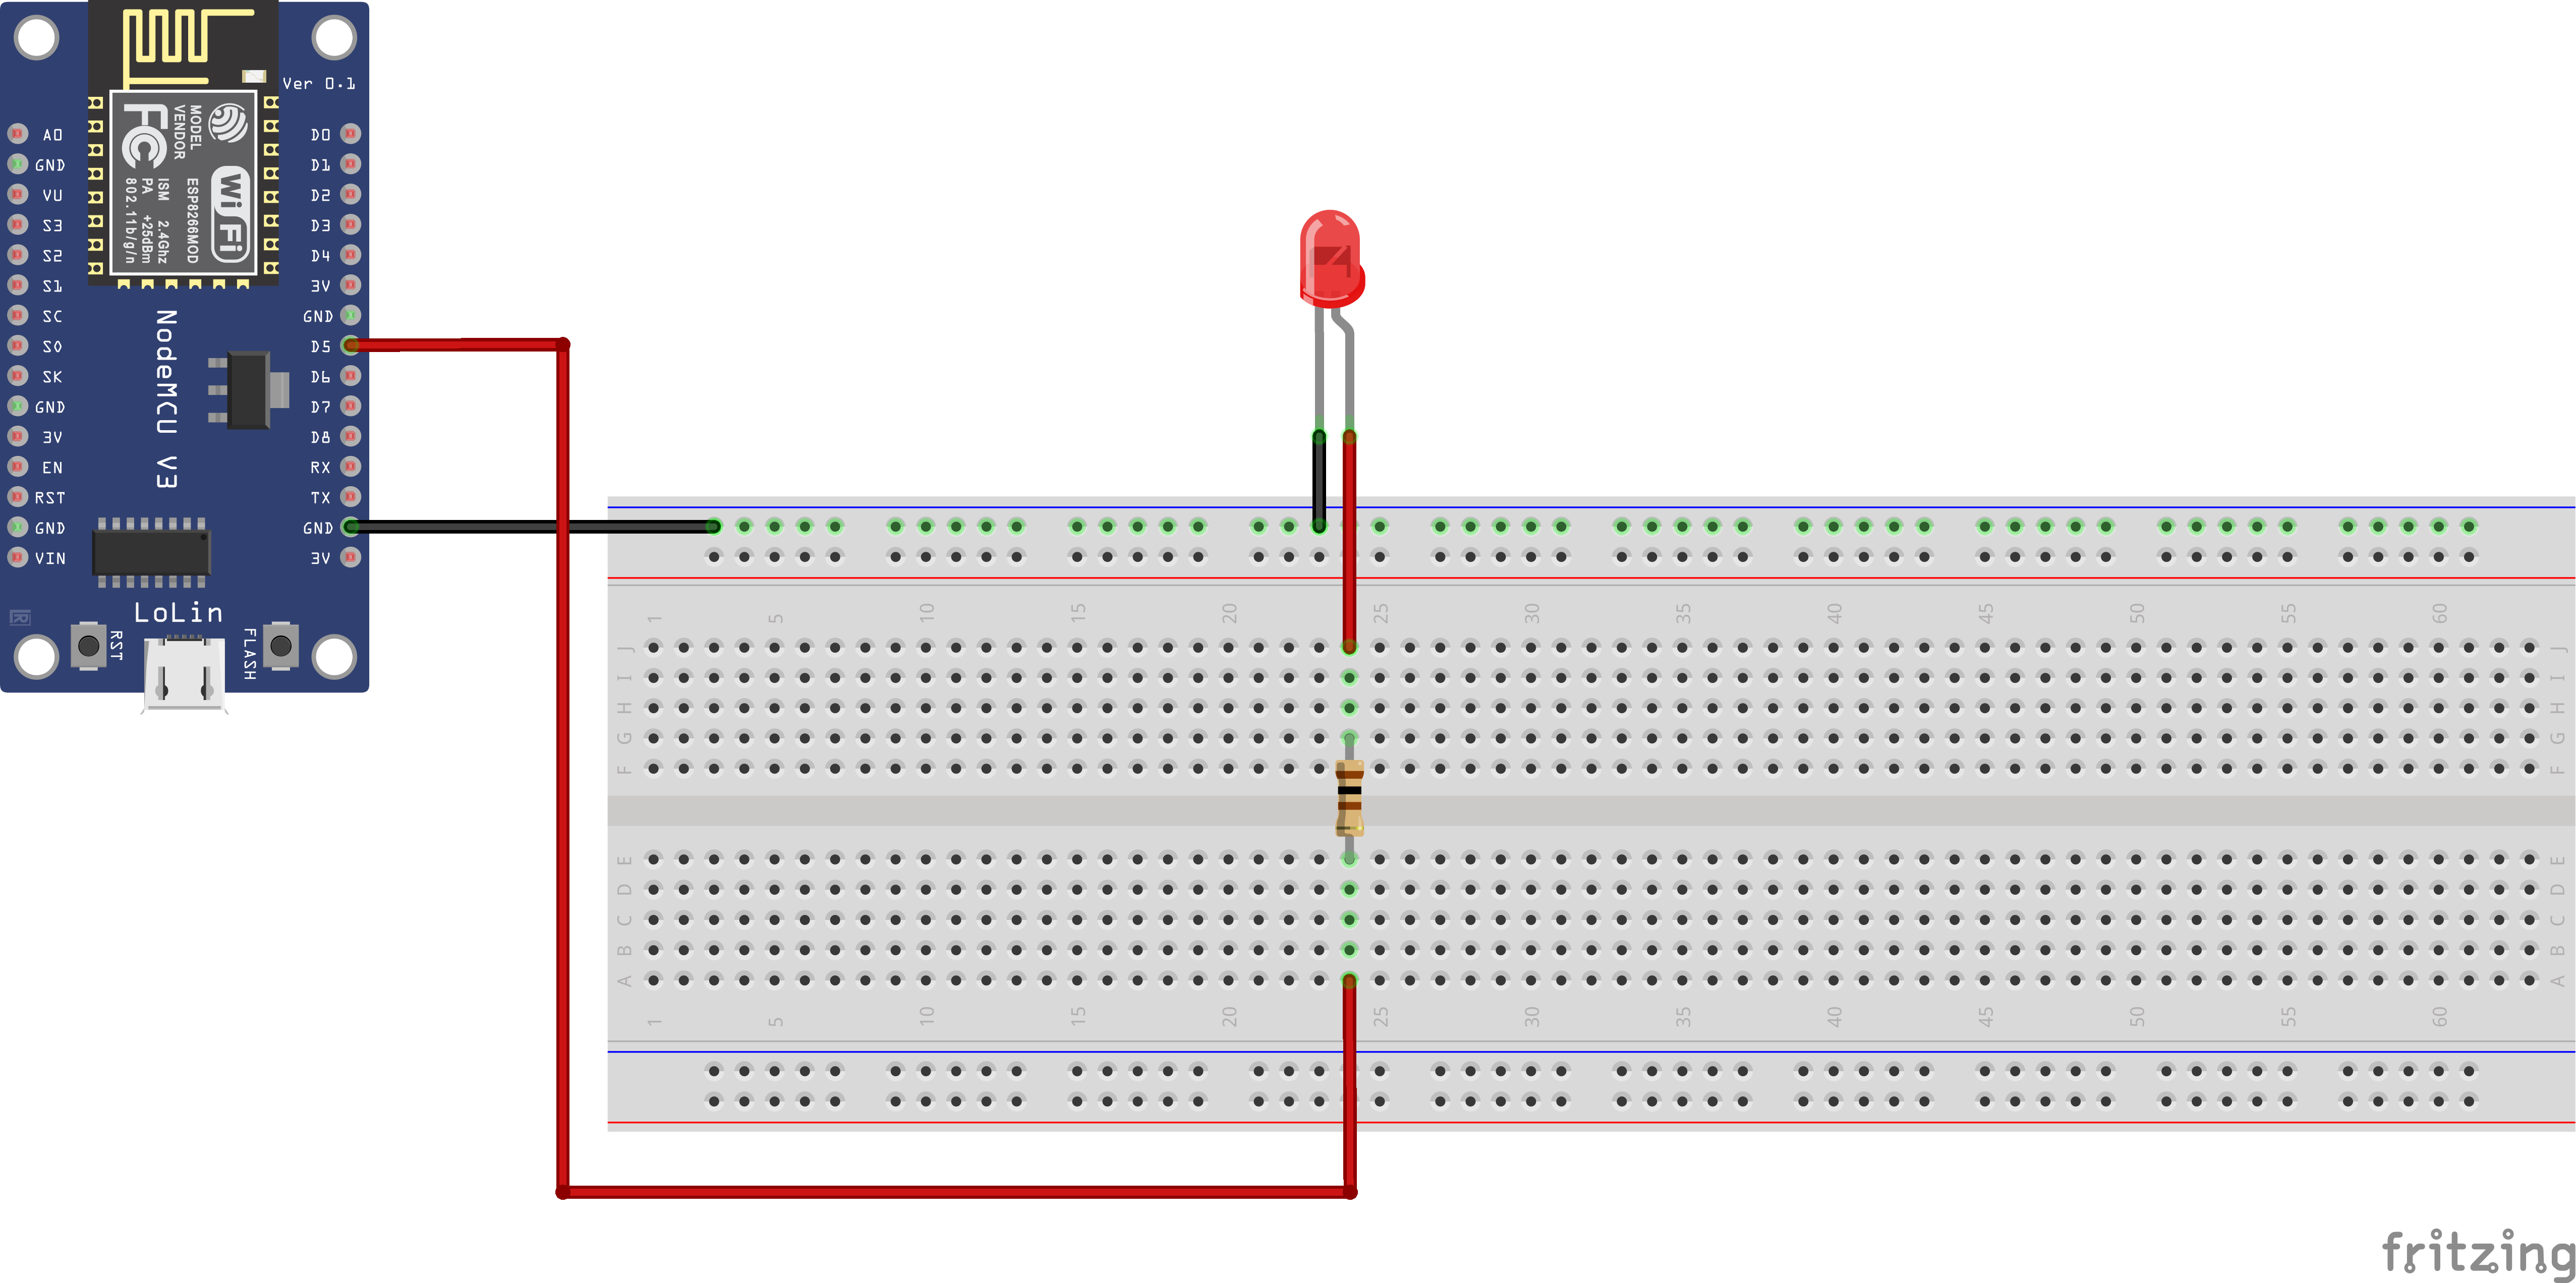 Ver 0.1
MODEL
VENDOR
FC
WiFi
ISM 2.4Ghz
PA +25dBm
802.11b/g/n
ESP8266MOD
A0 D0
GND D1
VU D2
S3 D3
S2 D4
S1 3V
SC GND
S0 D5
SK D6
GND D7
3V D8
EN RX
RST TX
GND GND
VIN 3V
NodeMCU V3
LoLin
RST
FLASH
1 5 10 15 20 25 30 35 40 45 50 55 60
J J
I I
H H
G G
F F
E E
D D
C C
B B
A A
1 5 10 15 20 25 30 35 40 45 50 55 60
fritzing